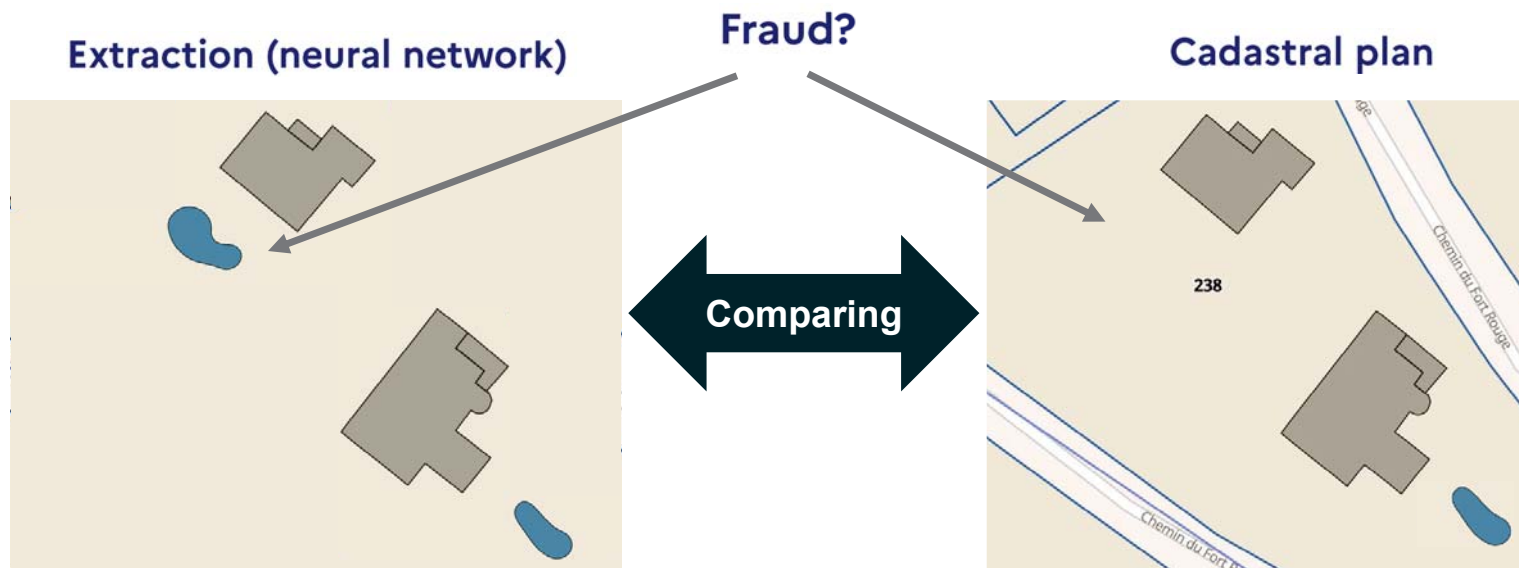 Fraud?
Extraction (neural network)
Cadastral plan
Comparing
238
Chemin du Fort Rouge
Chemin du Fort